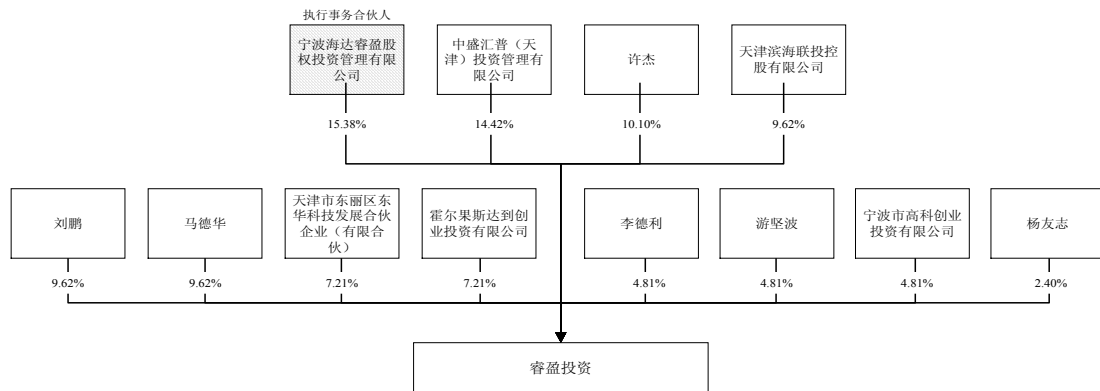 执行事务合伙人
宁波海达睿盈股
权投资管理有限
公司
中盛汇普（天
津）投资管理有
限公司
许杰
天津滨海联投控
股有限公司
15.38%
14.42%
10.10%
9.62%
刘鹏
马德华
天津市东丽区东
华科技发展合伙
企业（有限合
伙）
霍尔果斯达到创
业投资有限公司
李德利
游坚波
宁波市高科创业
投资有限公司
杨友志
9.62%
9.62%
7.21%
7.21%
4.81%
4.81%
4.81%
2.40%
睿盈投资